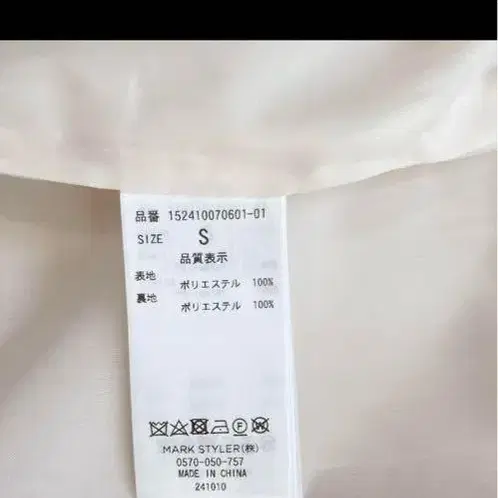 品番 152410070601-01
SIZE S
品質表示
表地 ポリエステル 100%
裏地 ポリエステル 100%
MARK STYLER(株)
0570-050-757
MADE IN CHINA
241010